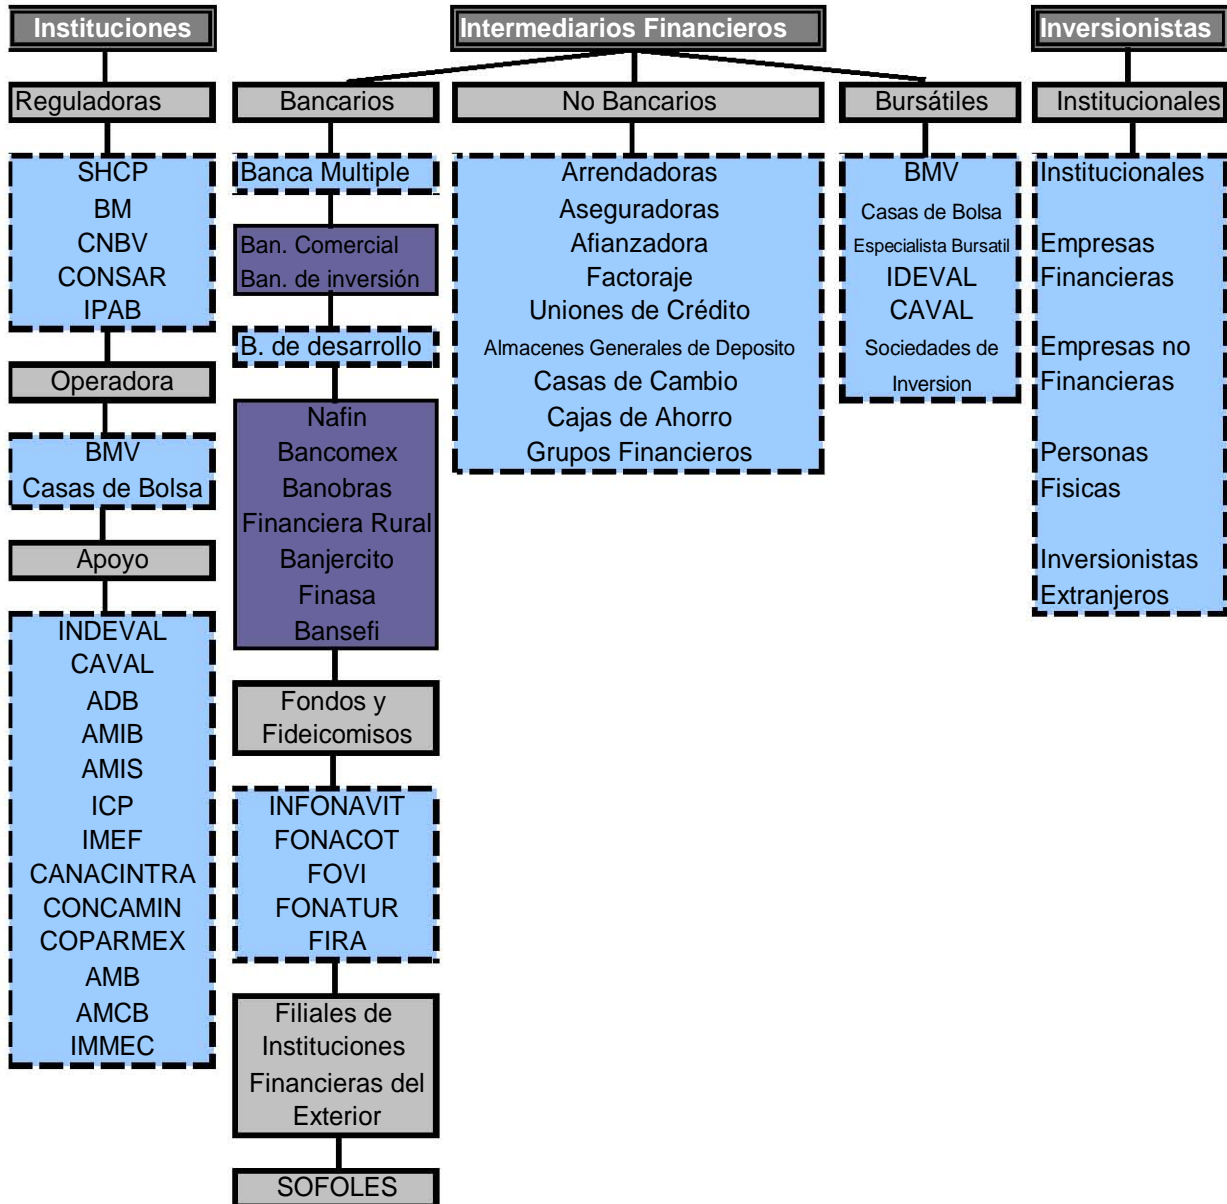 Instituciones
Reguladoras
SHCP
BM
CNBV
CONSAR
IPAB
Operadora
BMV
Casas de Bolsa
Apoyo
INDEVAL
CAVAL
ADB
AMIB
AMIS
ICP
IMEF
CANACINTRA
CONCAMIN
COPARMEX
AMB
AMCB
IMMEC
Intermediarios Financieros
Bancarios
Banca Multiple
Ban. Comercial
Ban. de inversión
B. de desarrollo
Nafin
Bancomex
Banobras
Financiera Rural
Banjercito
Finasa
Bansefi
Fondos y
Fideicomisos
INFONAVIT
FONACOT
FOVI
FONATUR
FIRA
Filiales de
Instituciones
Financieras del
Exterior
SOFOLES
No Bancarios
Arrendadoras
Aseguradoras
Afianzadora
Factoraje
Uniones de Crédito
Almacenes Generales de Deposito
Casas de Cambio
Cajas de Ahorro
Grupos Financieros
Bursátiles
BMV
Casas de Bolsa
Especialista Bursatil
IDEVAL
CAVAL
Sociedades de
Inversion
Inversionistas
Institucionales
Institucionales
Empresas
Financieras
Empresas no
Financieras
Personas
Fisicas
Inversionistas
Extranjeros